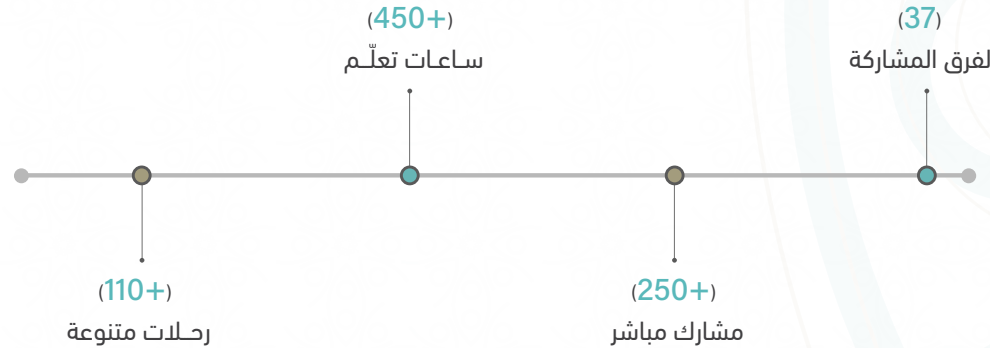 (37)
لفرق المشاركة
(250+)
مشارك مباشر
(450+)
ساعات تعلّم
(110+)
رحلات متنوعة